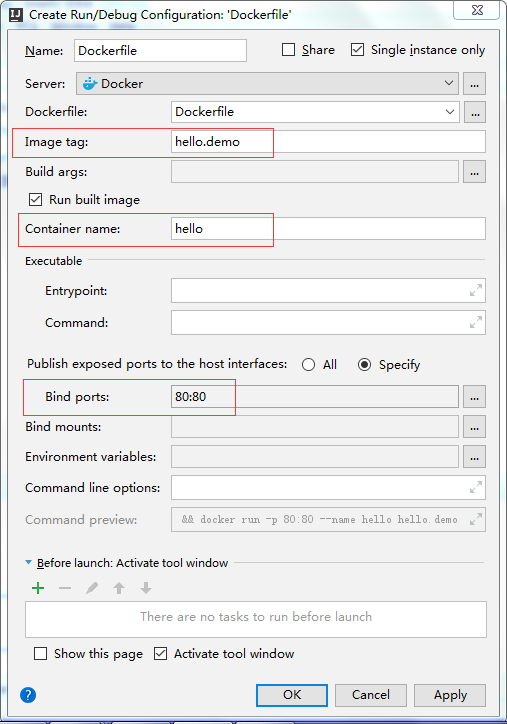 Create Run/Debug Configuration: 'Dockerfile'
Name: Dockerfile Share Single instance only
Server: Docker ...
Dockerfile: Dockerfile ...
Image tag: hello.demo
Build args: ...
Run built image
Container name: hello
Executable
Entrypoint:
Command:
Publish exposed ports to the host interfaces: All Specify
Bind ports: 80:80 ...
Bind mounts: ...
Environment variables: ...
Command line options:
Command preview: && docker run -p 80:80 --name hello hello.demo
Before launch: Activate tool window
There are no tasks to run before launch
Show this page Activate tool window
? OK Cancel Apply